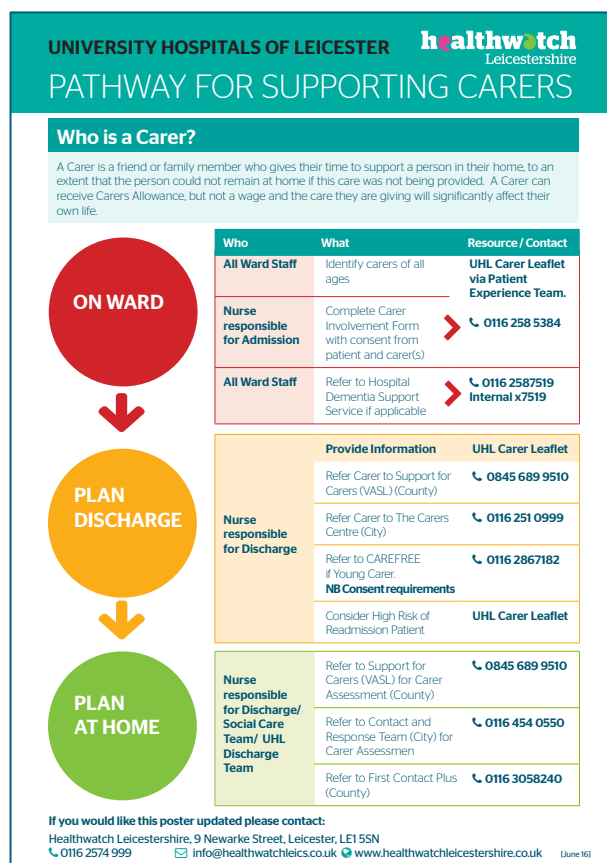 UNIVERSITY HOSPITALS OF LEICESTER
healthwatch
Leicestershire
PATHWAY FOR SUPPORTING CARERS
Who is a Carer?
A Carer is a friend or family member who gives their time to support a person in their home, to an
extent that the person could not remain at home if this care was not being provided. A Carer can
receive Carers Allowance, but not a wage and the care they are giving will significantly affect their
own life.
ON WARD
Who What Resource / Contact
All Ward Staff
Identify carers of all
ages
UHL Carer Leaflet
via Patient
Experience Team.
Nurse
responsible
for Admission
Complete Carer
Involvement Form
with consent from
patient and carer(s)
0116 258 5384
All Ward Staff
Refer to Hospital
Dementia Support
Service if applicable
0116 2587519
Internal x7519
PLAN
DISCHARGE
Nurse
responsible
for Discharge
Provide Information UHL Carer Leaflet
Refer Carer to Support for
Carers (VASL) (County)
0845 689 9510
Refer Carer to The Carers
Centre (City)
0116 251 0999
Refer to CAREFREE
if Young Carer.
NB Consent requirements
0116 2867182
Consider High Risk of
Readmission Patient
UHL Carer Leaflet
PLAN
AT HOME
Nurse
responsible
for Discharge/
Social Care
Team/ UHL
Discharge
Team
Refer to Support for
Carers (VASL) for Carer
Assessment (County)
0845 689 9510
Refer to Contact and
Response Team (City) for
Carer Assessmen
0116 454 0550
Refer to First Contact Plus
(County)
0116 3058240
If you would like this poster updated please contact:
Healthwatch Leicestershire, 9 Newarke Street, Leicester, LE1 5SN
0116 2574 999 info@healthwatchleics.co.uk www.healthwatchleicestershire.co.uk [June 16]